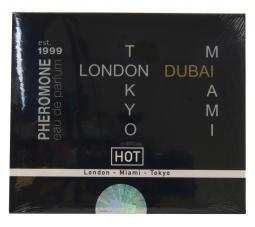 PHEROMONE
eau de parfum
est.
1999
TOKYO
LONDON DUBAI
MIAMI
HOT
London - Miami - Tokyo